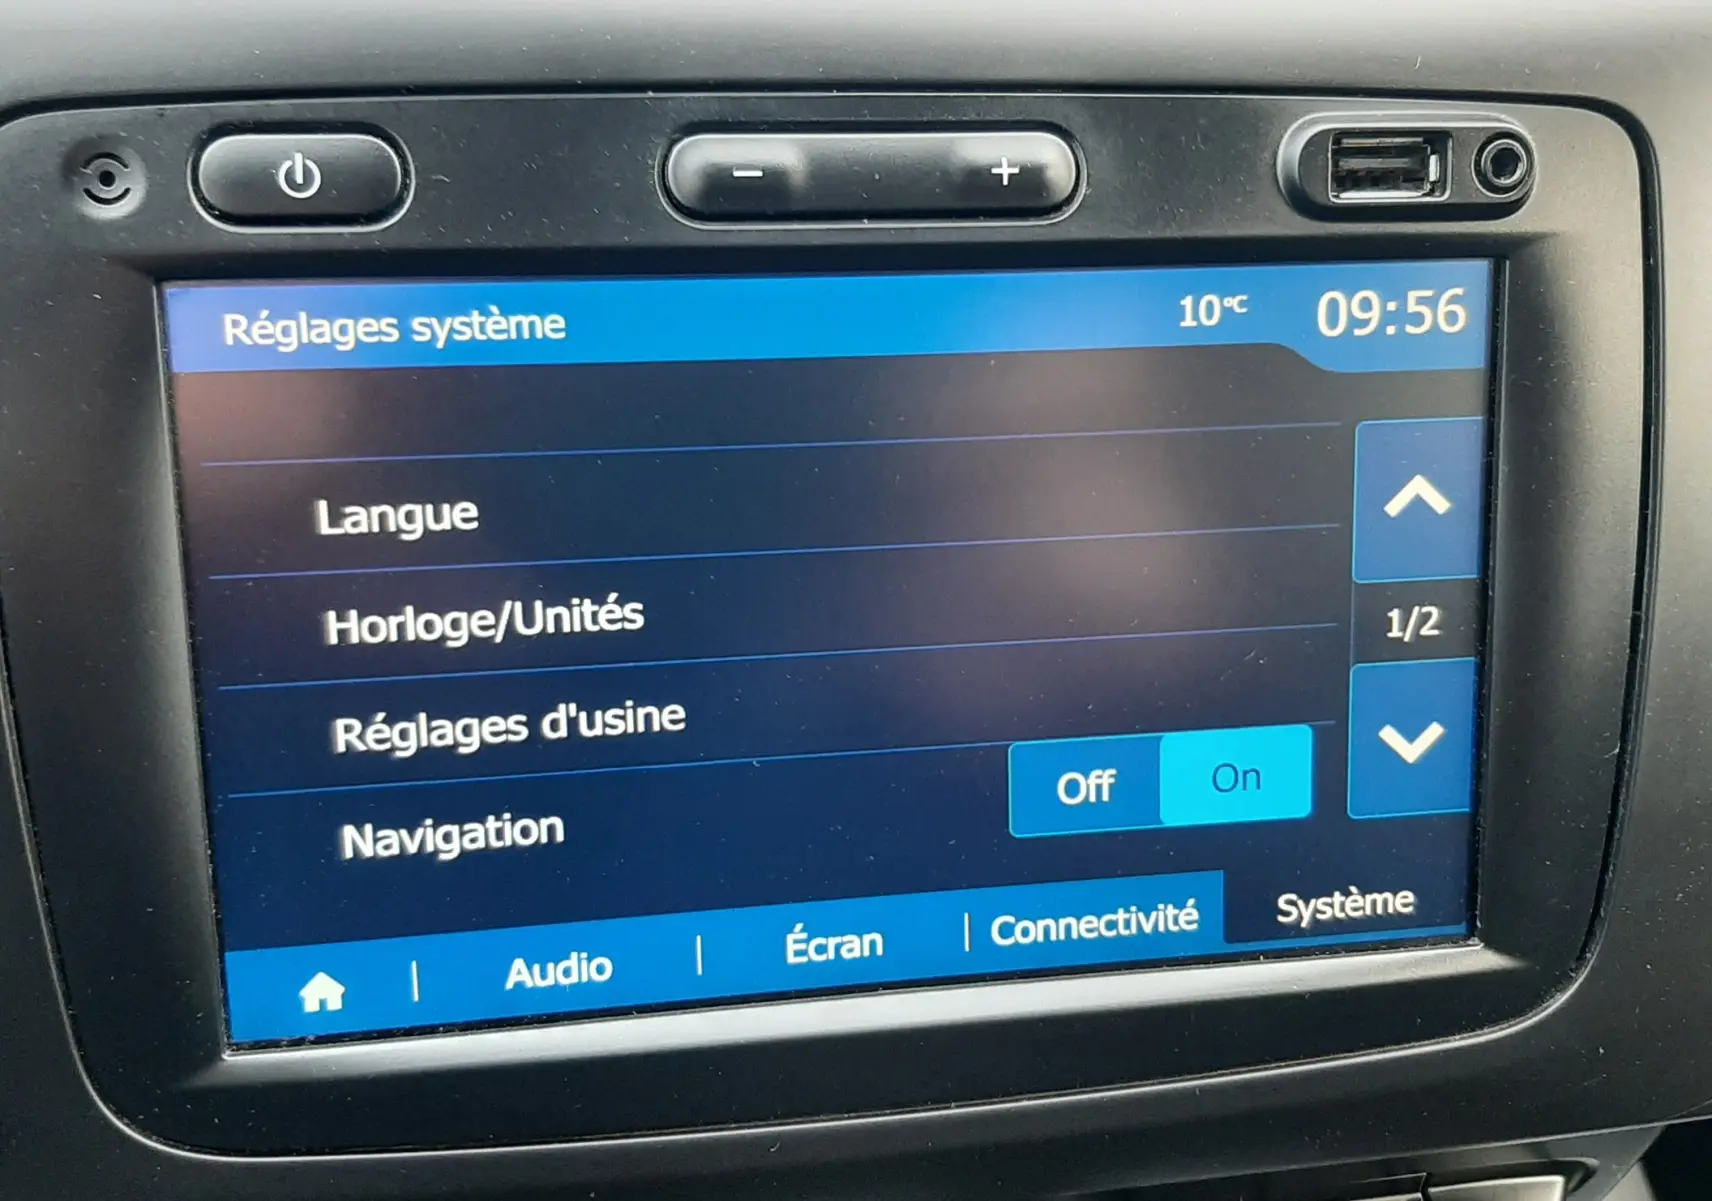 − +
Réglages système 10°C 09:56
Langue
Horloge/Unités
1/2
Réglages d'usine
Navigation Off On
Audio | Écran | Connectivité Système